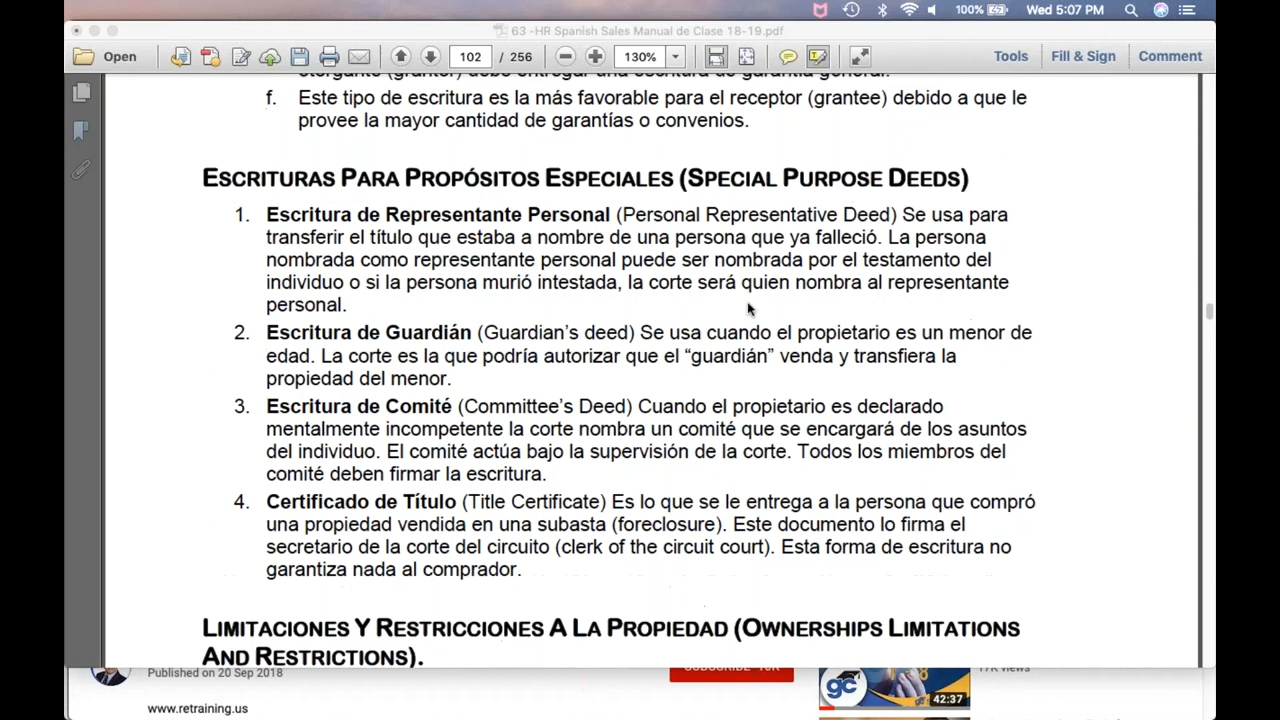 100%
Wed 5:07 PM
63 -HR Spanish Sales Manual de Clase 18-19.pdf
Open
102 / 256
130%
Tools
Fill & Sign
Comment
otorgante (grantor) debe entregar una escritura de garantía general.
f. Este tipo de escritura es la más favorable para el receptor (grantee) debido a que le
provee la mayor cantidad de garantías o convenios.
ESCRITURAS PARA PROPÓSITOS ESPECIALES (SPECIAL PURPOSE DEEDS)
1. Escritura de Representante Personal (Personal Representative Deed) Se usa para
transferir el título que estaba a nombre de una persona que ya falleció. La persona
nombrada como representante personal puede ser nombrada por el testamento del
individuo o si la persona murió intestada, la corte será quien nombra al representante
personal.
2. Escritura de Guardián (Guardian's deed) Se usa cuando el propietario es un menor de
edad. La corte es la que podría autorizar que el “guardián” venda y transfiera la
propiedad del menor.
3. Escritura de Comité (Committee's Deed) Cuando el propietario es declarado
mentalmente incompetente la corte nombra un comité que se encargará de los asuntos
del individuo. El comité actúa bajo la supervisión de la corte. Todos los miembros del
comité deben firmar la escritura.
4. Certificado de Título (Title Certificate) Es lo que se le entrega a la persona que compró
una propiedad vendida en una subasta (foreclosure). Este documento lo firma el
secretario de la corte del circuito (clerk of the circuit court). Esta forma de escritura no
garantiza nada al comprador.
LIMITACIONES Y RESTRICCIONES A LA PROPIEDAD (OWNERSHIPS LIMITATIONS
AND RESTRICTIONS).
Published on 20 Sep 2018
SUBSCRIBE
views
gc
42:37
www.retraining.us